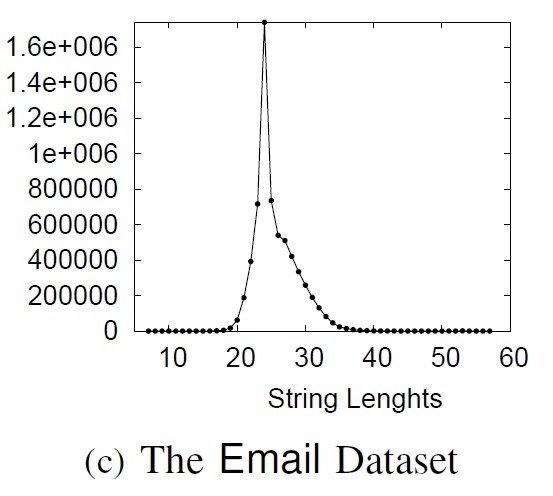 1.6e+006
1.4e+006
1.2e+006
1e+006
800000
600000
400000
200000
0
10 20 30 40 50 60
String Lenghts
(c) The Email Dataset